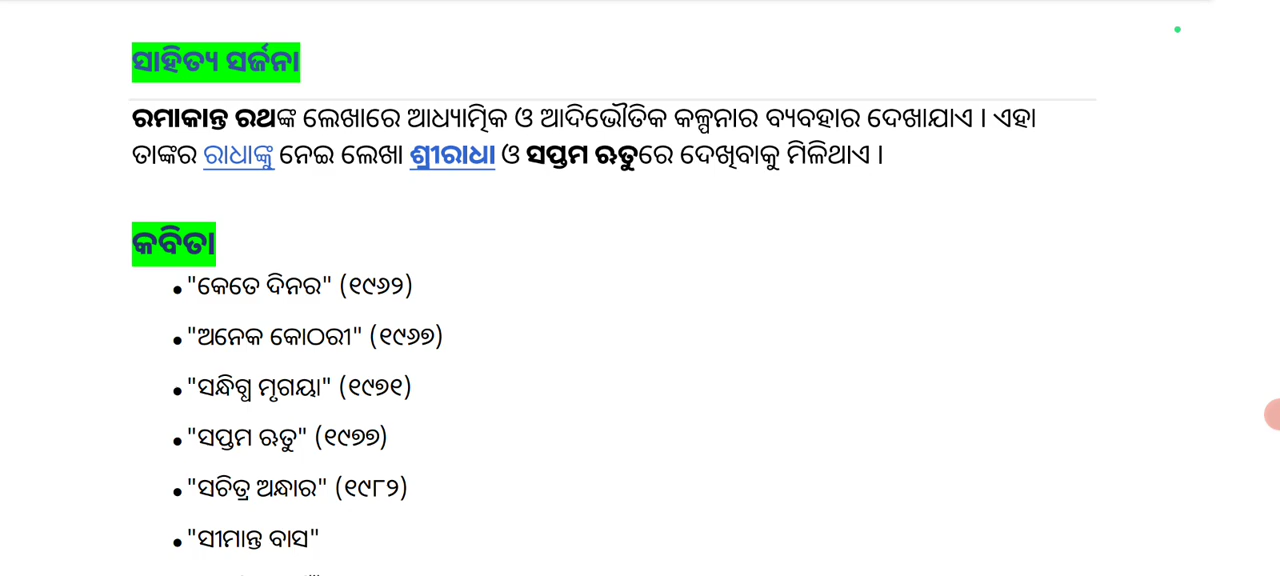 ସାହିତ୍ୟ ସର୍ଜନା
ରମାକାନ୍ତ ରଥଙ୍କ ଲେଖାରେ ଆଧ୍ୟାତ୍ମିକ ଓ ଆଦିଭୌତିକ କଳ୍ପନାର ବ୍ୟବହାର ଦେଖାଯାଏ । ଏହା
ତାଙ୍କର ରାଧାଙ୍କୁ ନେଇ ଲେଖା ଶ୍ରୀରାଧା ଓ ସପ୍ତମ ଋତୁରେ ଦେଖିବାକୁ ମିଳିଥାଏ ।
କବିତା
• "କେତେ ଦିନର" (୧୯୬୨)
• "ଅନେକ କୋଠରୀ" (୧୯୬୭)
• "ସନ୍ଧିଗ୍ଧ ମୃଗୟା" (୧୯୭୧)
• "ସପ୍ତମ ଋତୁ" (୧୯୭୭)
• "ସଚିତ୍ର ଅନ୍ଧାର" (୧୯୮୨)
• "ସୀମାନ୍ତ ବାସ"